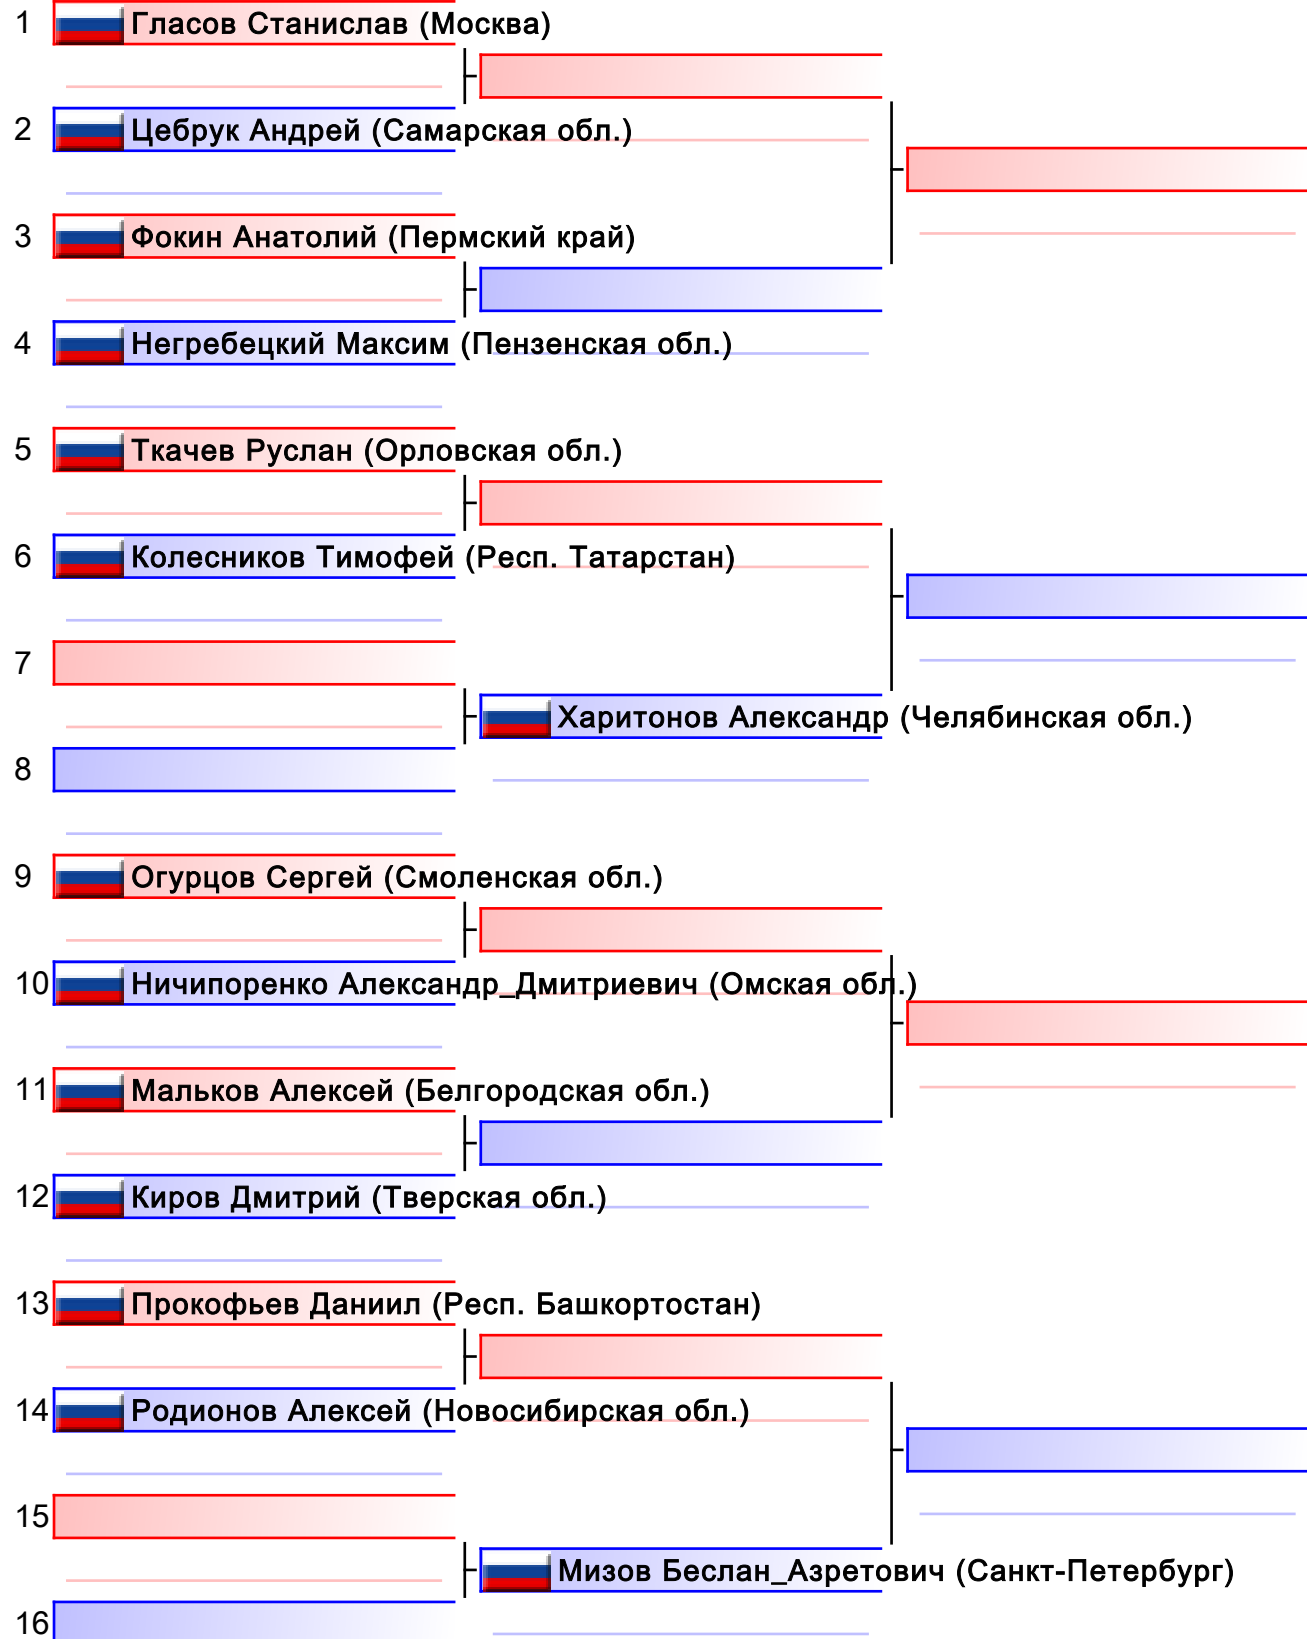 1 Гласов Станислав (Москва)
2 Цебрук Андрей (Самарская обл.)
3 Фокин Анатолий (Пермский край)
4 Негребецкий Максим (Пензенская обл.)
5 Ткачев Руслан (Орловская обл.)
6 Колесников Тимофей (Респ. Татарстан)
7
Харитонов Александр (Челябинская обл.)
8
9 Огурцов Сергей (Смоленская обл.)
10 Ничипоренко Александр_Дмитриевич (Омская обл.)
11 Мальков Алексей (Белгородская обл.)
12 Киров Дмитрий (Тверская обл.)
13 Прокофьев Даниил (Респ. Башкортостан)
14 Родионов Алексей (Новосибирская обл.)
15
Мизов Беслан_Азретович (Санкт-Петербург)
16